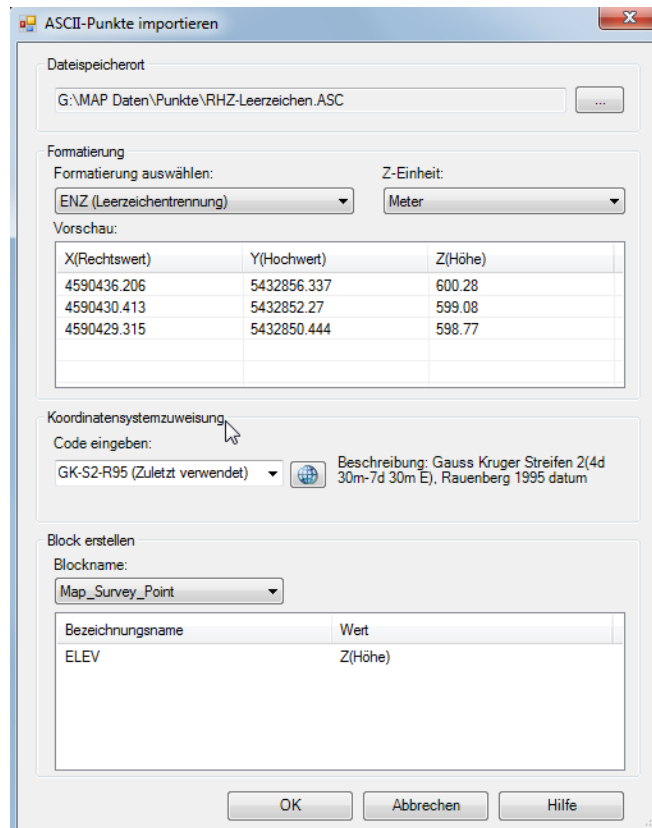 ASCII-Punkte importieren
Dateispeicherort
G:\MAP Daten\Punkte\RHZ-Leerzeichen.ASC
...
Formatierung
Formatierung auswählen: Z-Einheit:
ENZ (Leerzeichentrennung) Meter
Vorschau:
X(Rechtswert) Y(Hochwert) Z(Höhe)
4590436.206 5432856.337 600.28
4590430.413 5432852.27 599.08
4590429.315 5432850.444 598.77
Koordinatensystemzuweisung
Code eingeben:
GK-S2-R95 (Zuletzt verwendet)
Beschreibung: Gauss Kruger Streifen 2(4d
30m-7d 30m E), Rauenberg 1995 datum
Block erstellen
Blockname:
Map_Survey_Point
Bezeichnungsname Wert
ELEV Z(Höhe)
OK Abbrechen Hilfe